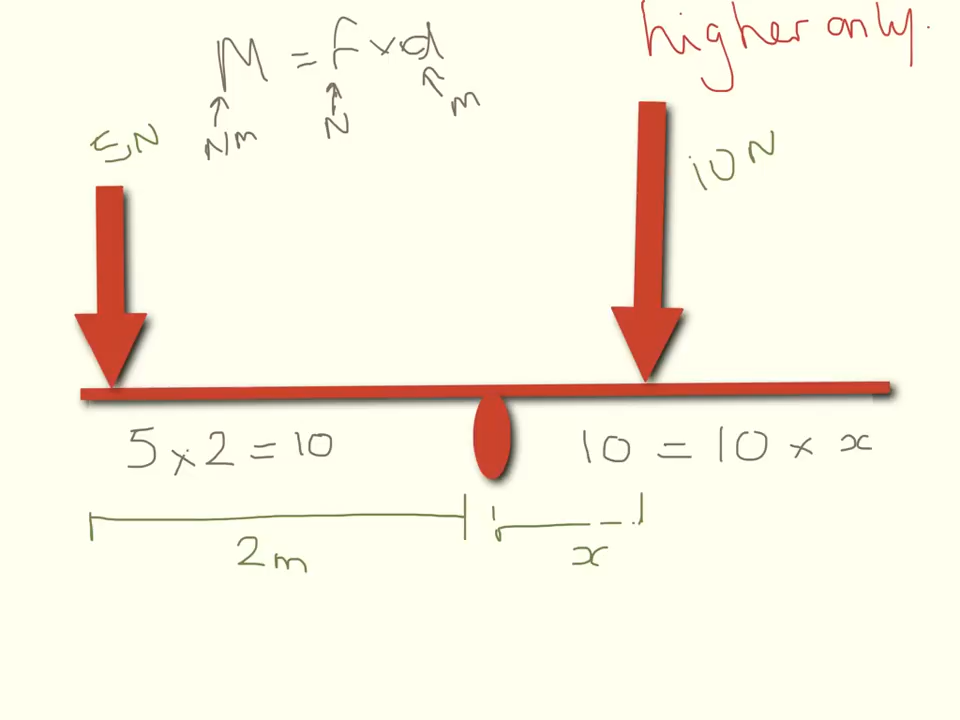 higher only.
M = F x d
Nm N m
5N
10N
5 x 2 = 10
10 = 10 x x
2m
x